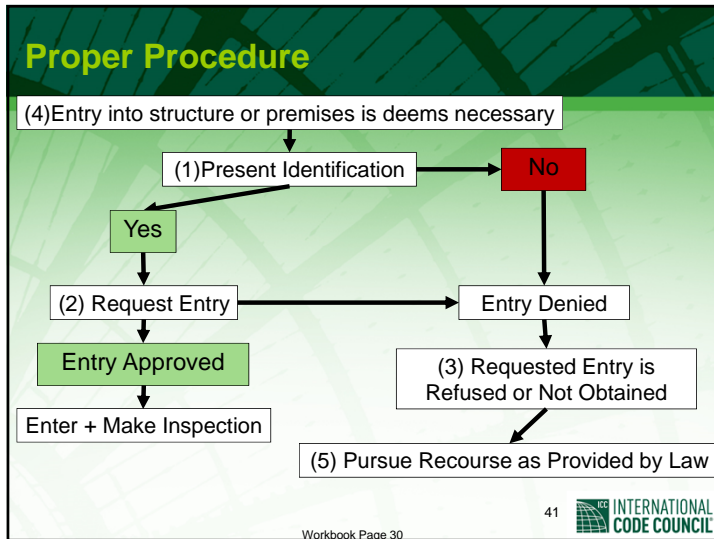 Proper Procedure
(4)Entry into structure or premises is deems necessary
(1)Present Identification
No
Yes
(2) Request Entry
Entry Denied
Entry Approved
(3) Requested Entry is
Refused or Not Obtained
Enter + Make Inspection
(5) Pursue Recourse as Provided by Law
41
ICC
INTERNATIONAL
CODE COUNCIL®
Workbook Page 30